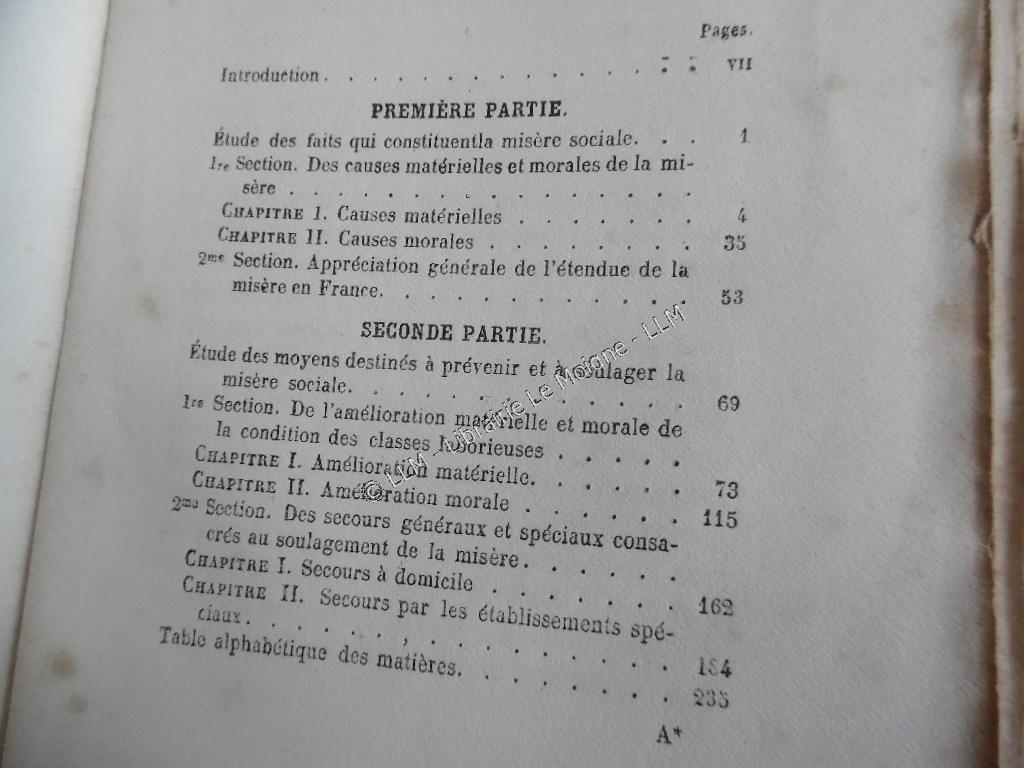 Pages.
Introduction. . . . . . . . . . . . . : : VII
PREMIÈRE PARTIE.
Étude des faits qui constituentla misère sociale. . . 1
1re Section. Des causes matérielles et morales de la mi-
sère . . . . . . . . . . . . . . . .
CHAPITRE I. Causes matérielles . . . . . . . 4
CHAPITRE II. Causes morales . . . . . . . . 35
2me Section. Appréciation générale de l'étendue de la
misère en France. . . . . . . . . . . . 53
SECONDE PARTIE.
Étude des moyens destinés à prévenir et à soulager la
misère sociale. . . . . . . . . . . . . 69
1re Section. De l'amélioration matérielle et morale de
la condition des classes laborieuses . . . . .
CHAPITRE I. Amélioration matérielle. . . . . . 73
CHAPITRE II. Amélioration morale . . . . . . 115
2me Section. Des secours généraux et spéciaux consa-
crés au soulagement de la misère. . . . . .
CHAPITRE I. Secours à domicile . . . . . . . 162
CHAPITRE II. Secours par les établissements spé-
ciaux. . . . . . . . . . . . . . . . 184
Table alphabétique des matières. . . . . . . . 235
A*
© LLM - Librairie Le Moione - LLM